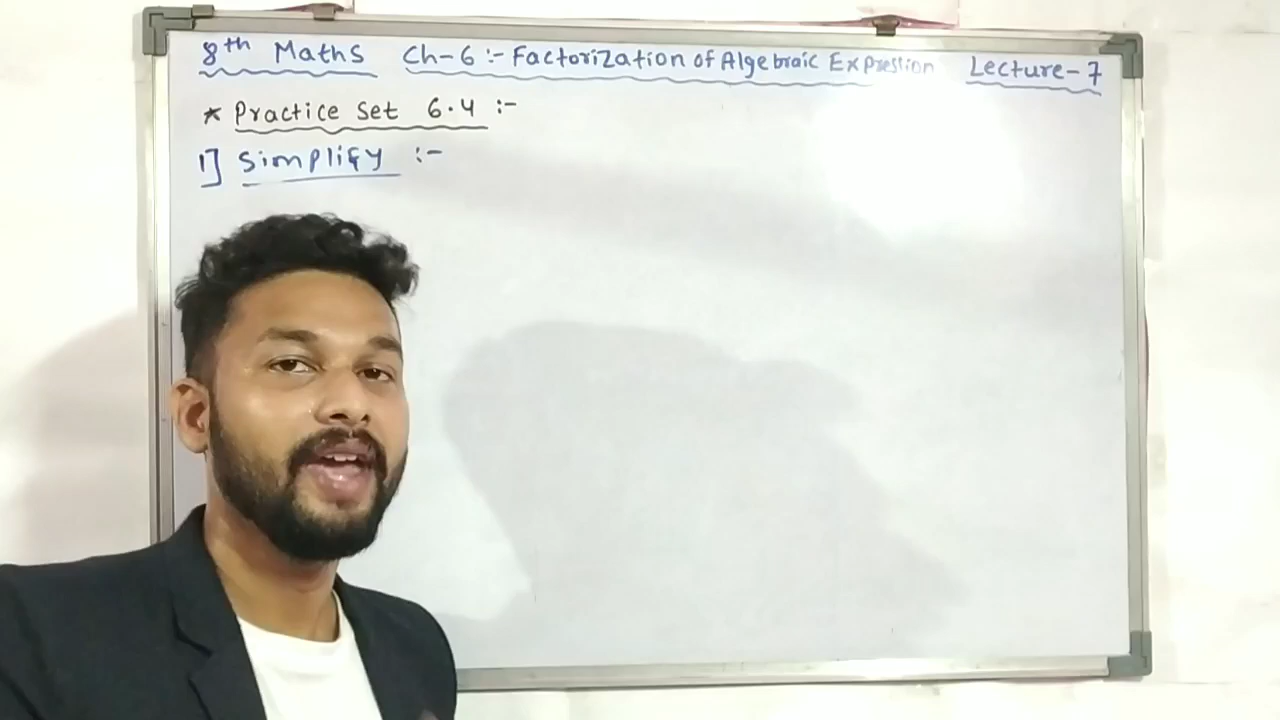 8th Maths Ch-6 :- Factorization of Algebraic Expression Lecture-7
* Practice Set 6.4 :-
1] Simplify :-